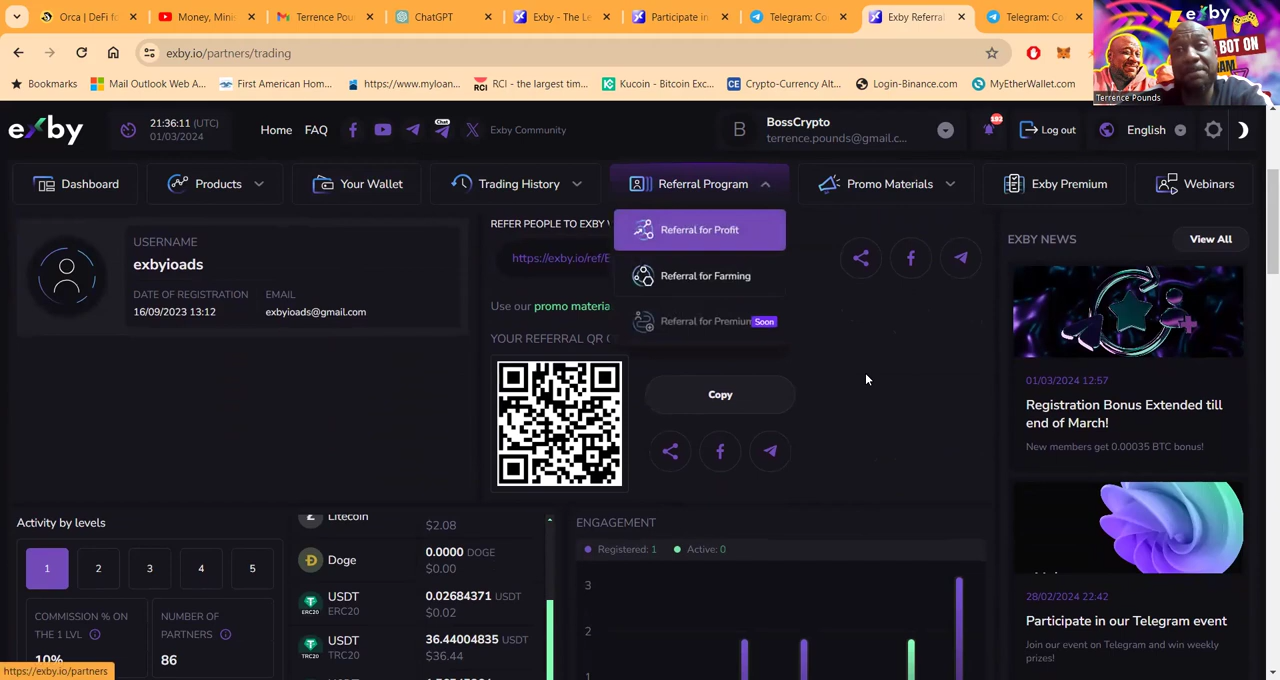 Orca | DeFi fo
Money, Mini
Terrence Pou
ChatGPT
Exby - The Le
Participate in
Telegram: Co
Exby Referral
Telegram: Co
exby.io/partners/trading
Bookmarks
Mail Outlook Web A...
First American Hom...
https://www.myloan...
RCI - the largest tim...
Kucoin - Bitcoin Exc...
Crypto-Currency Alt...
Login-Binance.com
MyEtherWallet.com
exby
BOT ON
Terrence Pounds
exby
21:36:11 (UTC)
01/03/2024
Home
FAQ
Chat
Exby Community
B
BossCrypto
terrence.pounds@gmail.c...
152
Log out
English
Dashboard
Products
Your Wallet
Trading History
Referral Program
Promo Materials
Exby Premium
Webinars
USERNAME
exbyioads
DATE OF REGISTRATION
16/09/2023 13:12
EMAIL
exbyioads@gmail.com
REFER PEOPLE TO EXBY
https://exby.io/ref/
Use our promo materia
YOUR REFERRAL QR
Copy
Referral for Profit
Referral for Farming
Referral for Premium
Soon
EXBY NEWS
View All
01/03/2024 12:57
Registration Bonus Extended till
end of March!
New members get 0.00035 BTC bonus!
28/02/2024 22:42
Participate in our Telegram event
Join our event on Telegram and win weekly
prizes!
Activity by levels
1
2
3
4
5
COMMISSION % ON
THE 1 LVL
10%
NUMBER OF
PARTNERS
86
Litecoin
$2.08
Doge
0.0000 DOGE
$0.00
USDT
ERC20
0.02684371 USDT
$0.02
USDT
TRC20
36.44004835 USDT
$36.44
ENGAGEMENT
Registered: 1
Active: 0
3
2
1
https://exby.io/partners